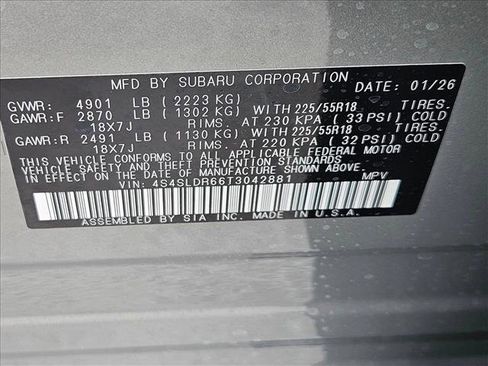 MFD BY SUBARU CORPORATION DATE: 01/26
GVWR: 4901 LB (2223 KG)
GAWR:F 2870 LB (1302 KG) WITH 225/55R18 TIRES.
18X7J RIMS. AT 230 KPA (33 PSI) COLD
GAWR:R 2491 LB (1130 KG) WITH 225/55R18 TIRES.
18X7J RIMS. AT 220 KPA (32 PSI) COLD
THIS VEHICLE CONFORMS TO ALL APPLICABLE FEDERAL MOTOR
VEHICLE SAFETY AND THEFT PREVENTION STANDARDS
IN EFFECT ON THE DATE OF MANUFACTURE SHOWN ABOVE.
VIN: 4S4SLDR66T3042881 MPV
ASSEMBLED BY SIA INC. MADE IN U.S.A.